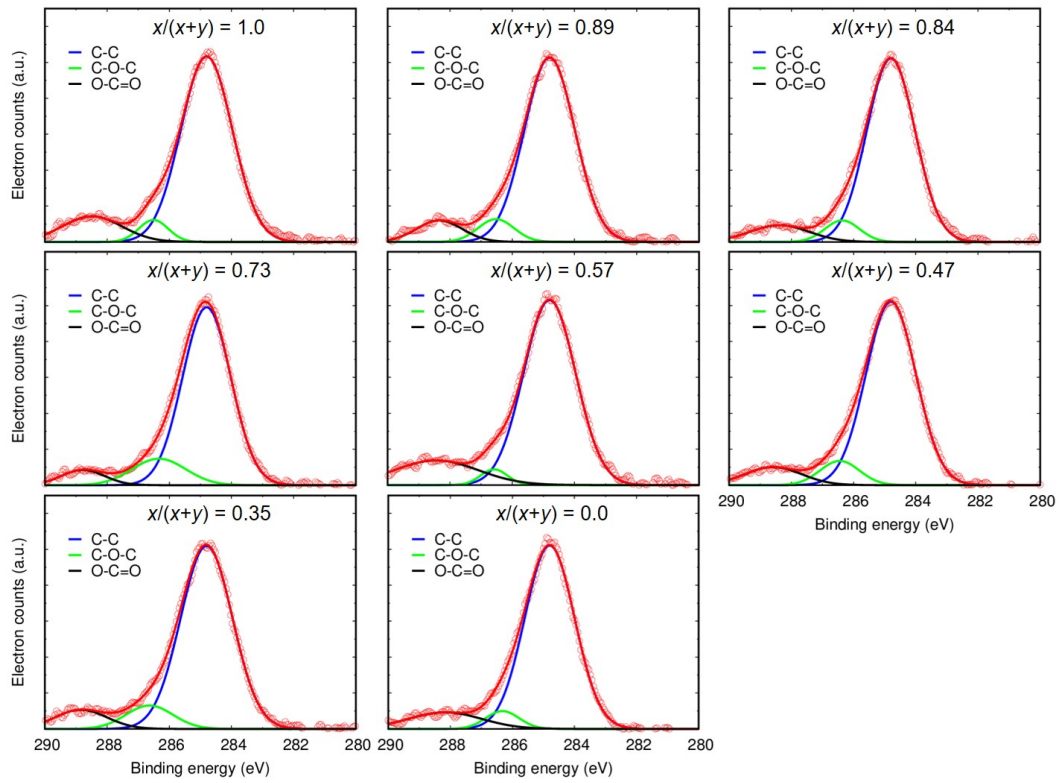 x/(x+y) = 1.0
C-C
C-O-C
O-C=O
Electron counts (a.u.)
x/(x+y) = 0.89
C-C
C-O-C
O-C=O
x/(x+y) = 0.84
C-C
C-O-C
O-C=O
x/(x+y) = 0.73
C-C
C-O-C
O-C=O
Electron counts (a.u.)
x/(x+y) = 0.57
C-C
C-O-C
O-C=O
x/(x+y) = 0.47
C-C
C-O-C
O-C=O
290 288 286 284 282 280
Binding energy (eV)
x/(x+y) = 0.35
C-C
C-O-C
O-C=O
Electron counts (a.u.)
290 288 286 284 282 280
Binding energy (eV)
x/(x+y) = 0.0
C-C
C-O-C
O-C=O
290 288 286 284 282 280
Binding energy (eV)